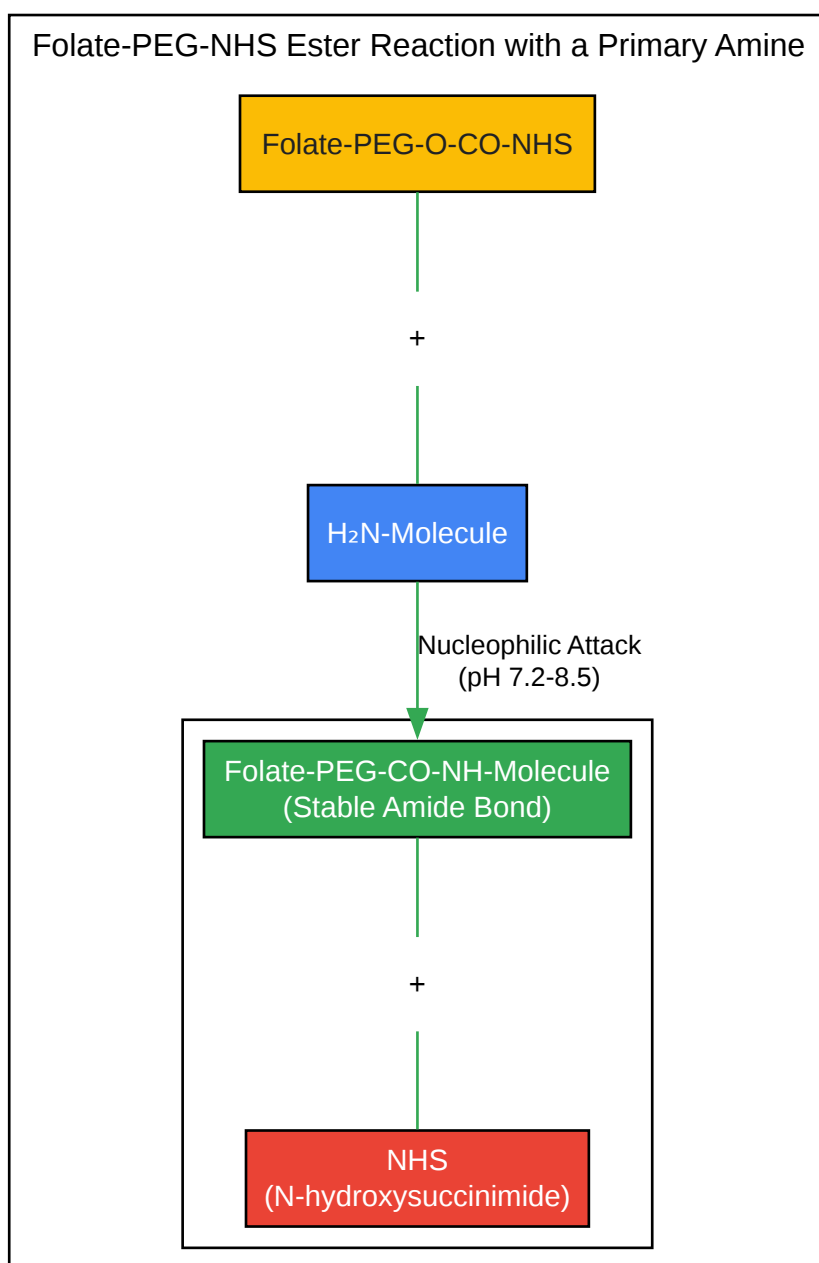 Folate-PEG-NHS Ester Reaction with a Primary Amine
Folate-PEG-O-CO-NHS
+
H₂N-Molecule
Nucleophilic Attack
(pH 7.2-8.5)
Folate-PEG-CO-NH-Molecule
(Stable Amide Bond)
+
NHS
(N-hydroxysuccinimide)